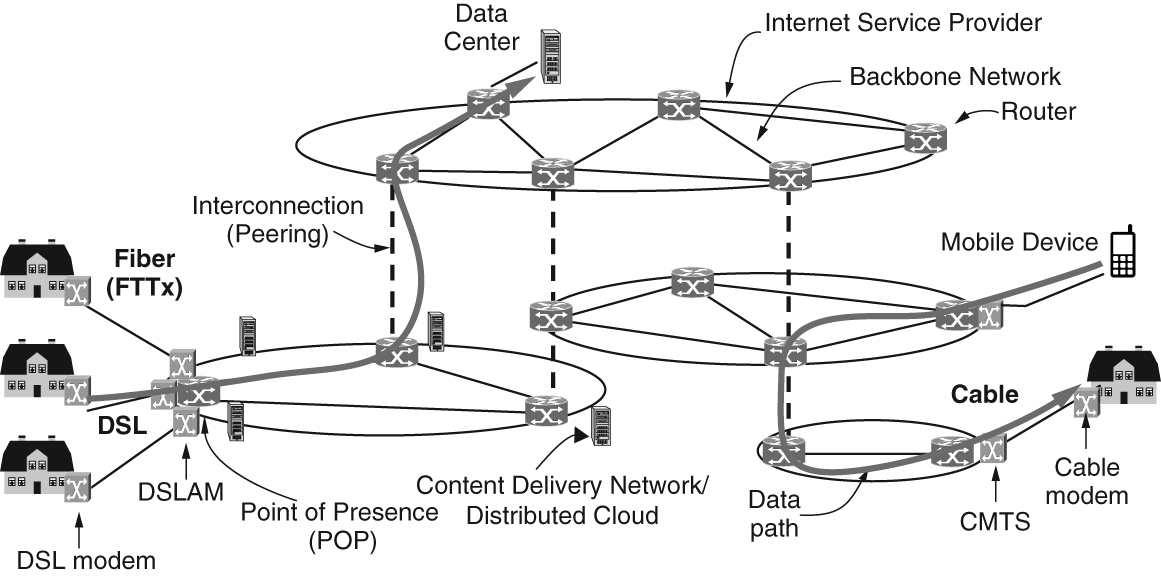 Data
Center
Internet Service Provider
Backbone Network
Router
Interconnection
(Peering)
Mobile Device
Fiber
(FTTx)
DSL
Cable
DSLAM
Point of Presence
(POP)
Content Delivery Network/
Distributed Cloud
Data
path
CMTS
Cable
modem
DSL modem